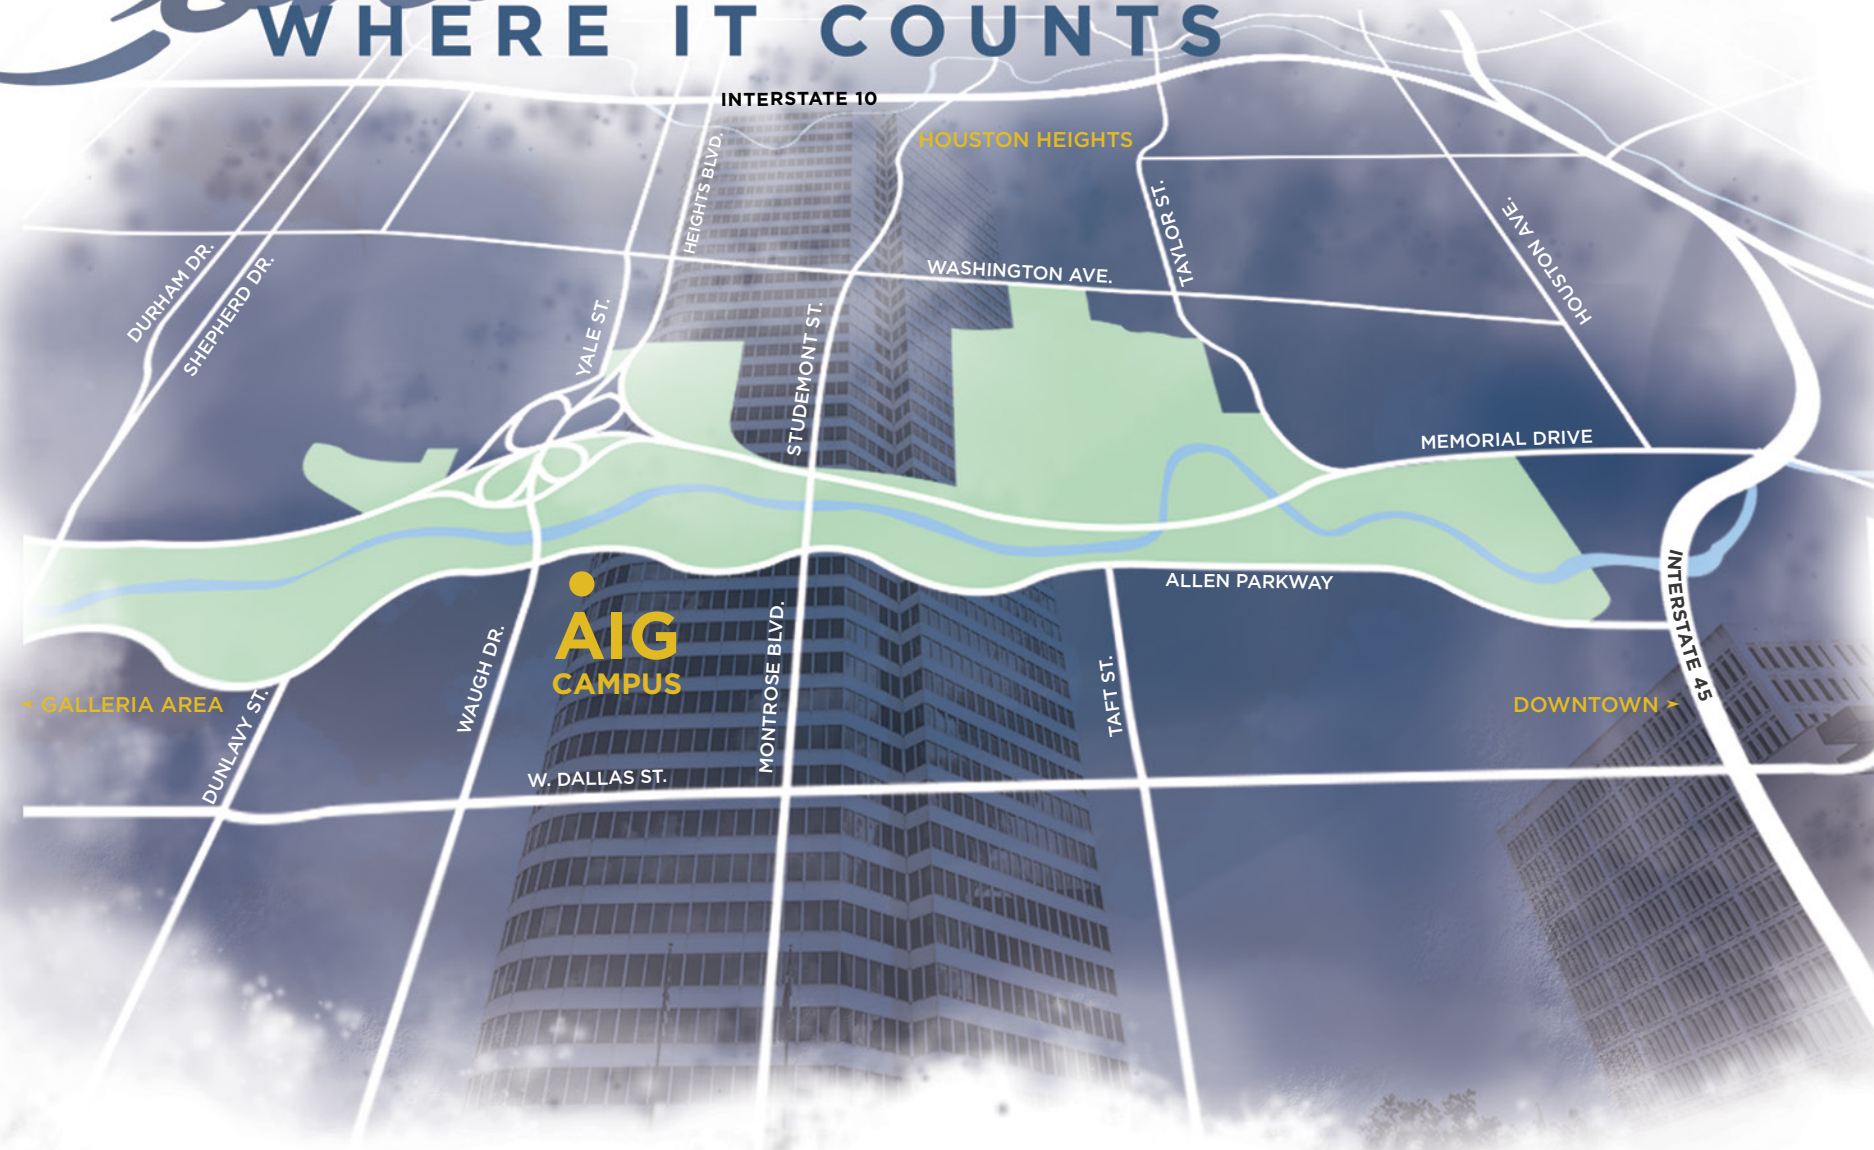 WHERE IT COUNTS
INTERSTATE 10
HOUSTON HEIGHTS
HEIGHTS BLVD.
TAYLOR ST.
HOUSTON AVE.
DURHAM DR.
SHEPHERD DR.
WASHINGTON AVE.
YALE ST.
STUDEMONT ST.
MEMORIAL DRIVE
ALLEN PARKWAY
INTERSTATE 45
AIG
CAMPUS
WAUGH DR.
MONTROSE BLVD.
TAFT ST.
GALLERIA AREA
DOWNTOWN
DUNLAVY ST.
W. DALLAS ST.